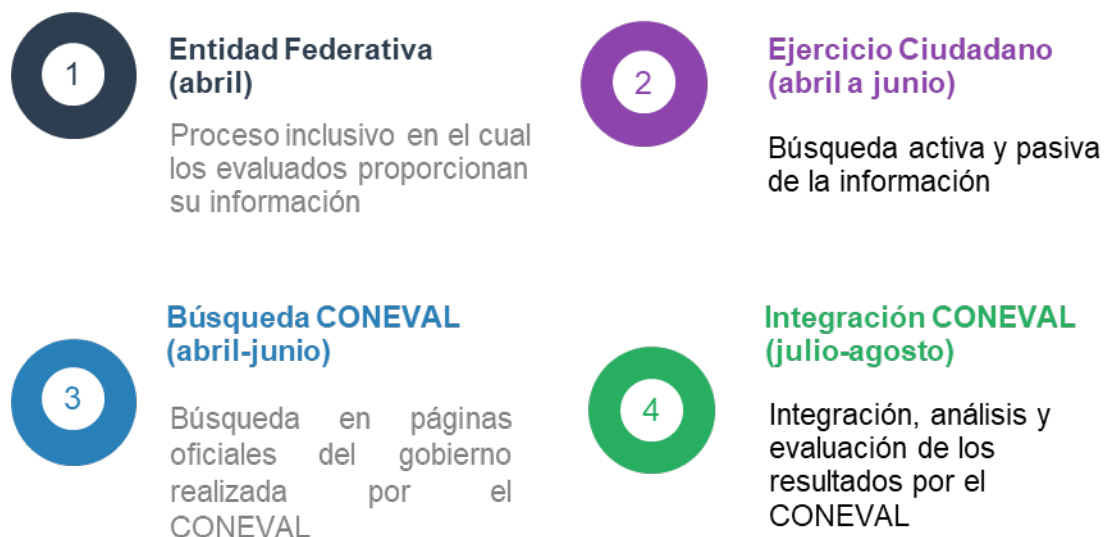 1
Entidad Federativa
(abril)
Proceso inclusivo en el cual
los evaluados proporcionan
su información
2
Ejercicio Ciudadano
(abril a junio)
Búsqueda activa y pasiva
de la información
3
Búsqueda CONEVAL
(abril-junio)
Búsqueda en páginas
oficiales del gobierno
realizada por el
CONEVAL
4
Integración CONEVAL
(julio-agosto)
Integración, análisis y
evaluación de los
resultados por el
CONEVAL